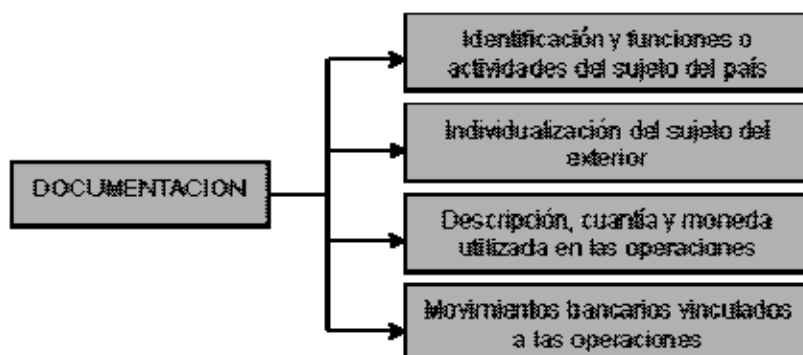 Identificación y funciones o
actividades del sujeto del país
Individualización del sujeto del
exterior
DOCUMENTACION
Descripción, cuantía y moneda
utilizada en las operaciones
Movimientos bancarios vinculados
a las operaciones